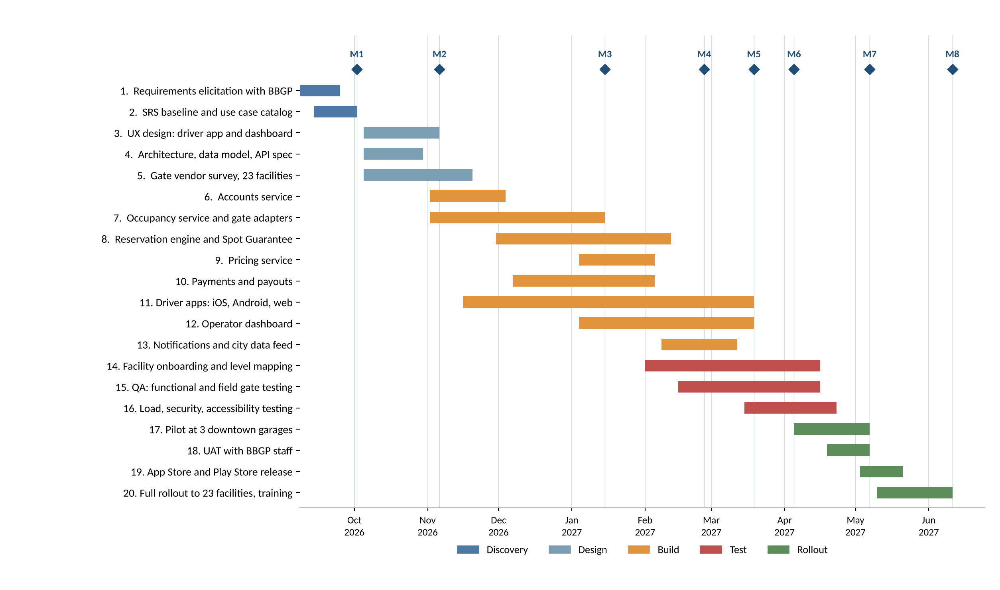 M1 M2 M3 M4 M5 M6 M7 M8
1. Requirements elicitation with BBGP
2. SRS baseline and use case catalog
3. UX design: driver app and dashboard
4. Architecture, data model, API spec
5. Gate vendor survey, 23 facilities
6. Accounts service
7. Occupancy service and gate adapters
8. Reservation engine and Spot Guarantee
9. Pricing service
10. Payments and payouts
11. Driver apps: iOS, Android, web
12. Operator dashboard
13. Notifications and city data feed
14. Facility onboarding and level mapping
15. QA: functional and field gate testing
16. Load, security, accessibility testing
17. Pilot at 3 downtown garages
18. UAT with BBGP staff
19. App Store and Play Store release
20. Full rollout to 23 facilities, training
Oct Nov Dec Jan Feb Mar Apr May Jun
2026 2026 2026 2027 2027 2027 2027 2027 2027
Discovery Design Build Test Rollout